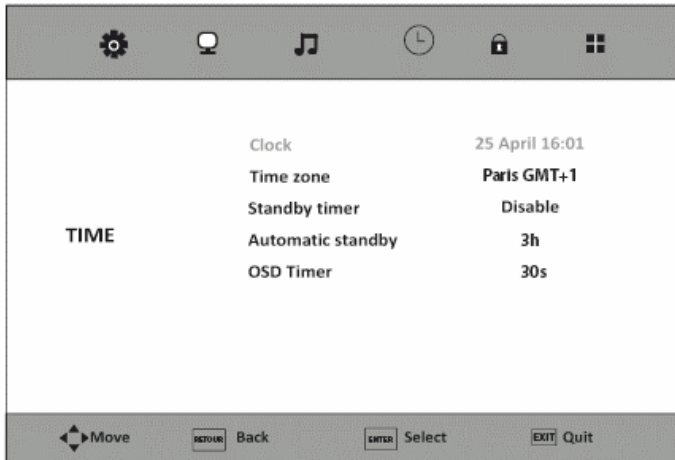 Clock 25 April 16:01
Time zone Paris GMT+1
Standby timer Disable
TIME
Automatic standby 3h
OSD Timer 30s
Move RETOUR Back ENTER Select EXIT Quit